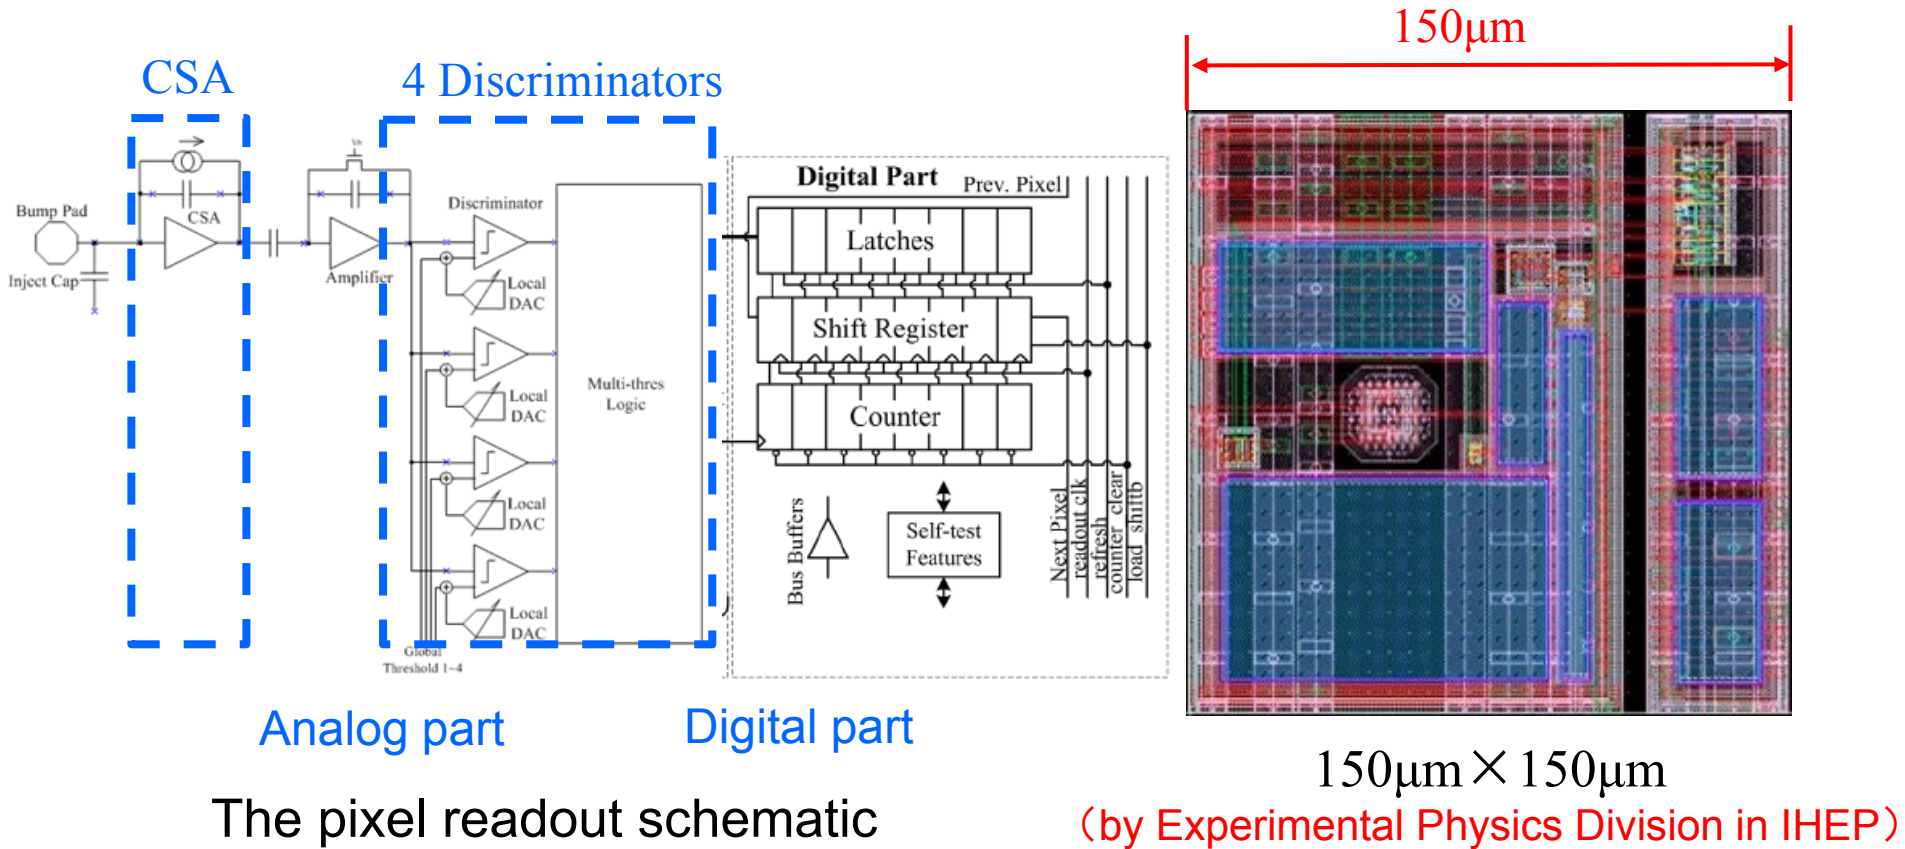 150μm
CSA
4 Discriminators
Vb
Digital Part
Prev. Pixel
Bump Pad
CSA
Discriminator
Latches
Inject Cap
Amplifier
Local
DAC
Shift Register
Multi-thres
Logic
Local
DAC
Counter
Local
DAC
Local
DAC
Bus Buffers
Self-test
Features
Next Pixel
readout clk
refresh
counter clear
load shiftb
Global
Threshold 1~4
Analog part
Digital part
150μm×150μm
The pixel readout schematic
（by Experimental Physics Division in IHEP）